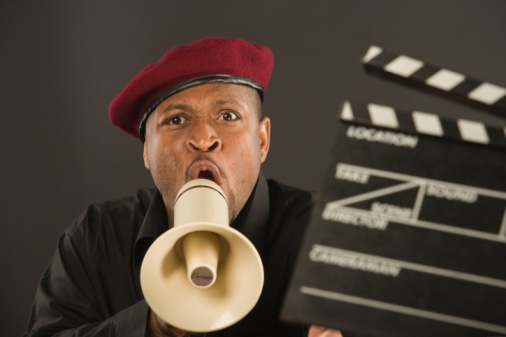 LOCATION
TAKE
SOUND
SCENE
DIRECTOR
CAMERAMAN